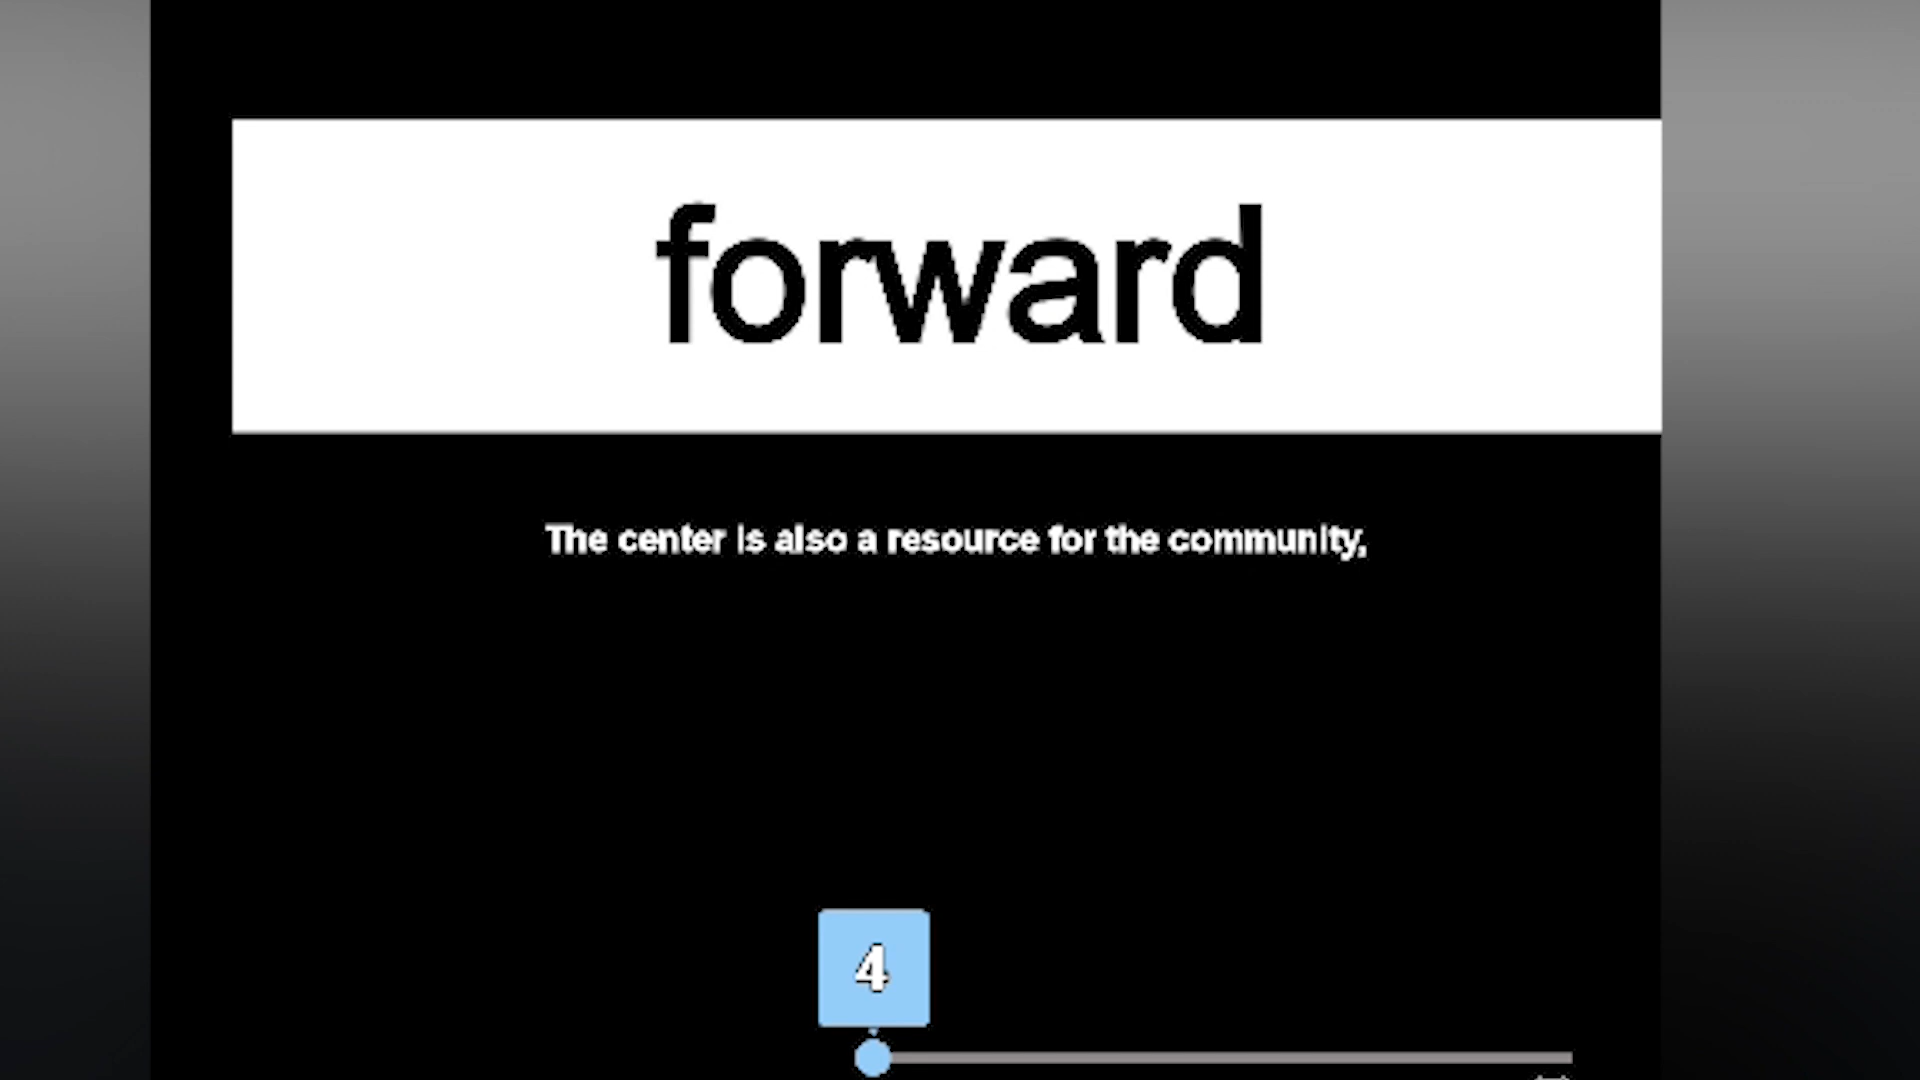 forward
The center is also a resource for the community,
4